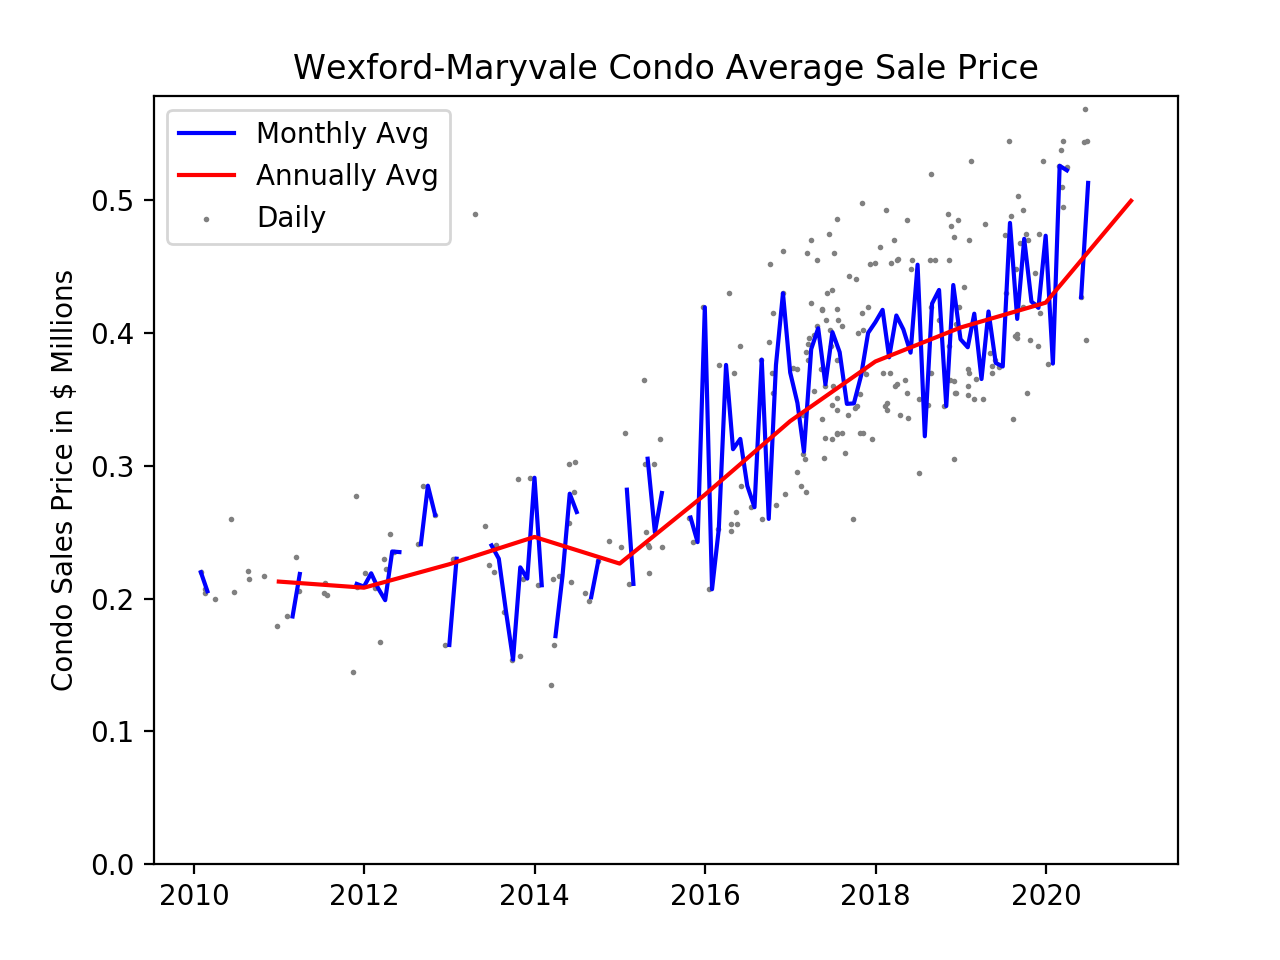 Wexford-Maryvale Condo Average Sale Price
Monthly Avg
Annually Avg
Daily
Condo Sales Price in $ Millions
0.5
0.4
0.3
0.2
0.1
0.0
2010 2012 2014 2016 2018 2020